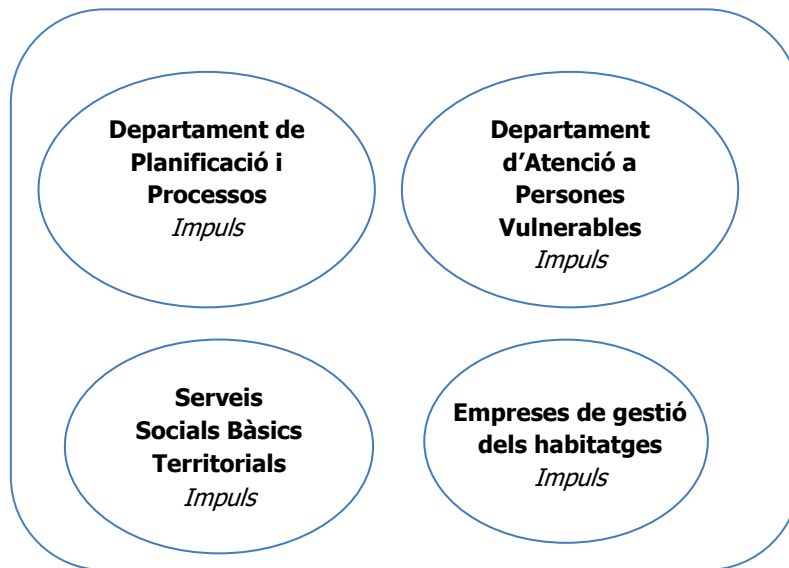 Departament de
Planificació i
Processos
Impuls
Departament
d’Atenció a
Persones
Vulnerables
Impuls
Serveis
Socials Bàsics
Territorials
Impuls
Empreses de gestió
dels habitatges
Impuls